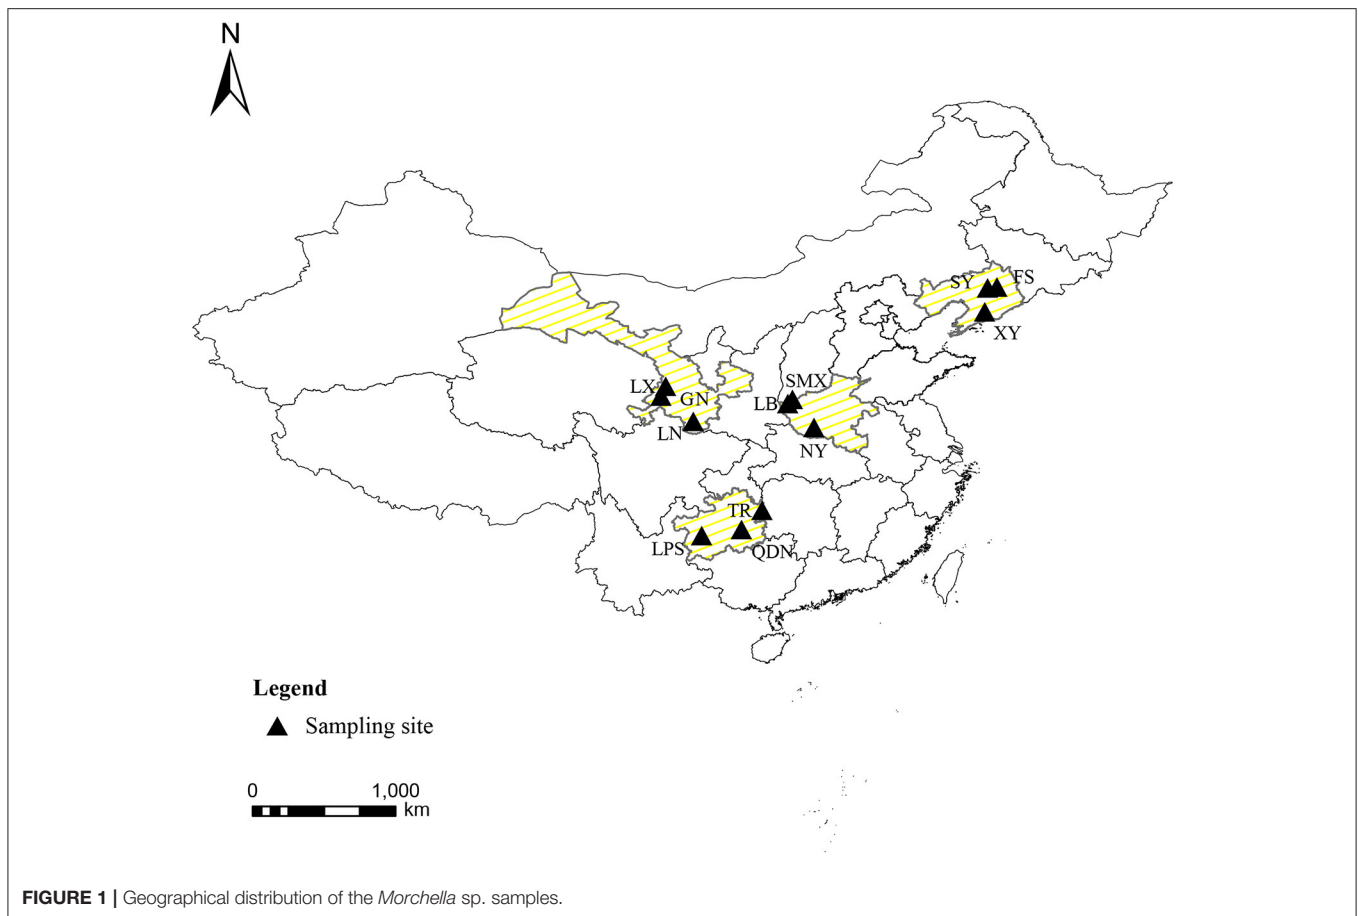 N
SY
FS
XY
LX
GN
SMX
LB
LN
NY
TR
LPS
QDN
Legend
Sampling site
0 1,000
km
FIGURE 1 | Geographical distribution of the Morchella sp. samples.